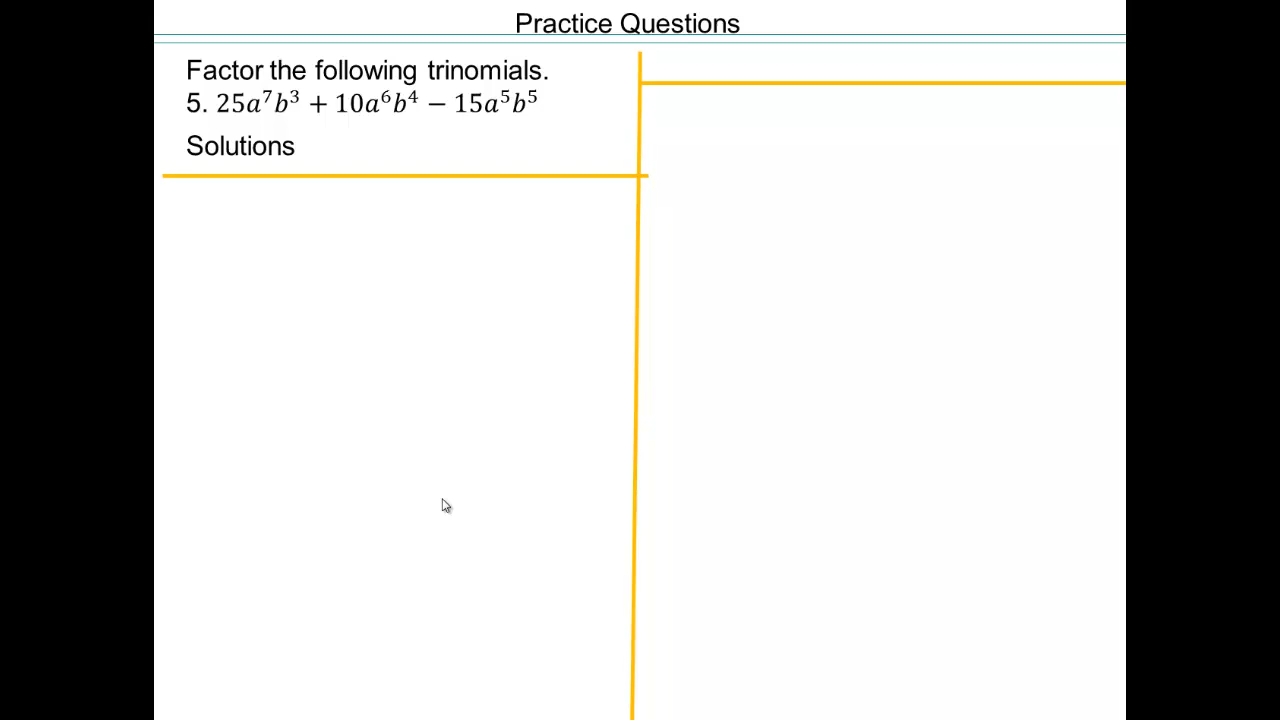 Practice Questions
Factor the following trinomials.
5. 25a⁷b³ + 10a⁶b⁴ − 15a⁵b⁵
Solutions